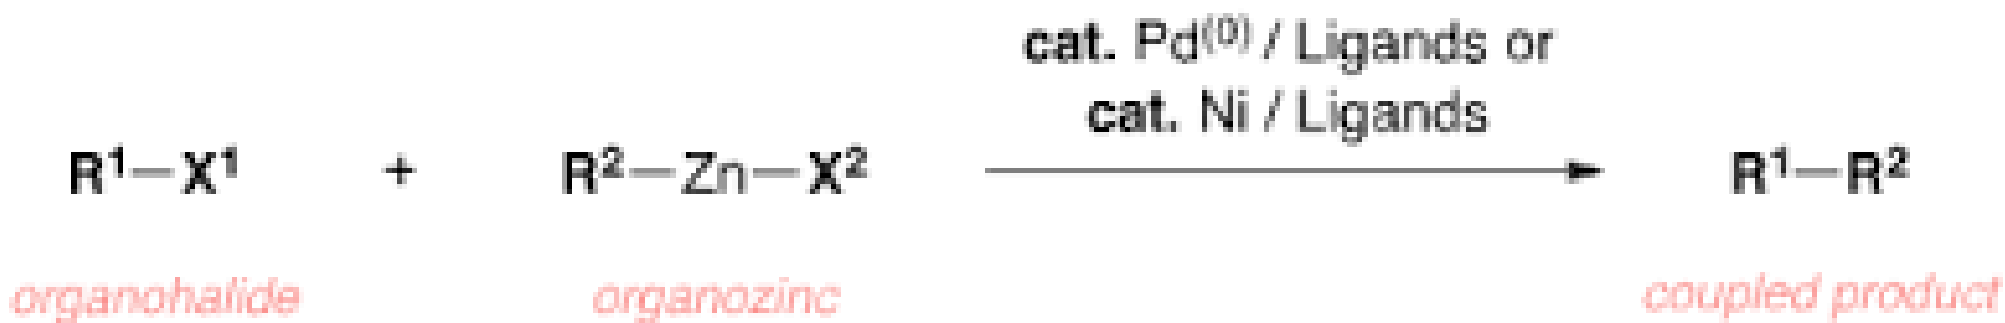 cat. Pd⁽⁰⁾ / Ligands or
cat. Ni / Ligands
R¹—X¹ + R²—Zn—X² R¹—R²
organohalide organozinc coupled product